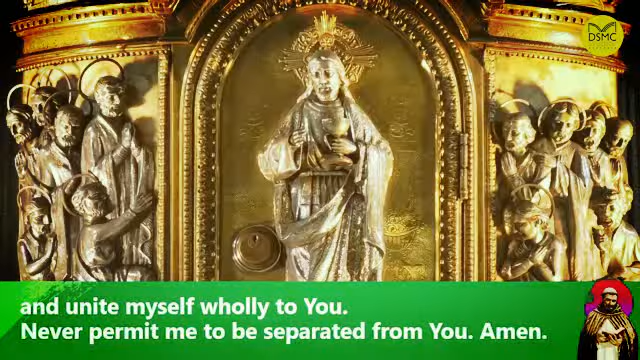 DSMC
and unite myself wholly to You.
Never permit me to be separated from You. Amen.